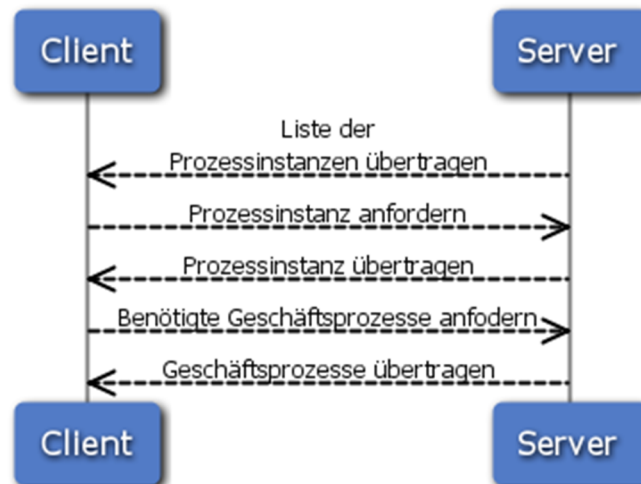 Client Server
Liste der
Prozessinstanzen übertragen
Prozessinstanz anfordern
Prozessinstanz übertragen
Benötigte Geschäftsprozesse anfodern
Geschäftsprozesse übertragen
Client Server